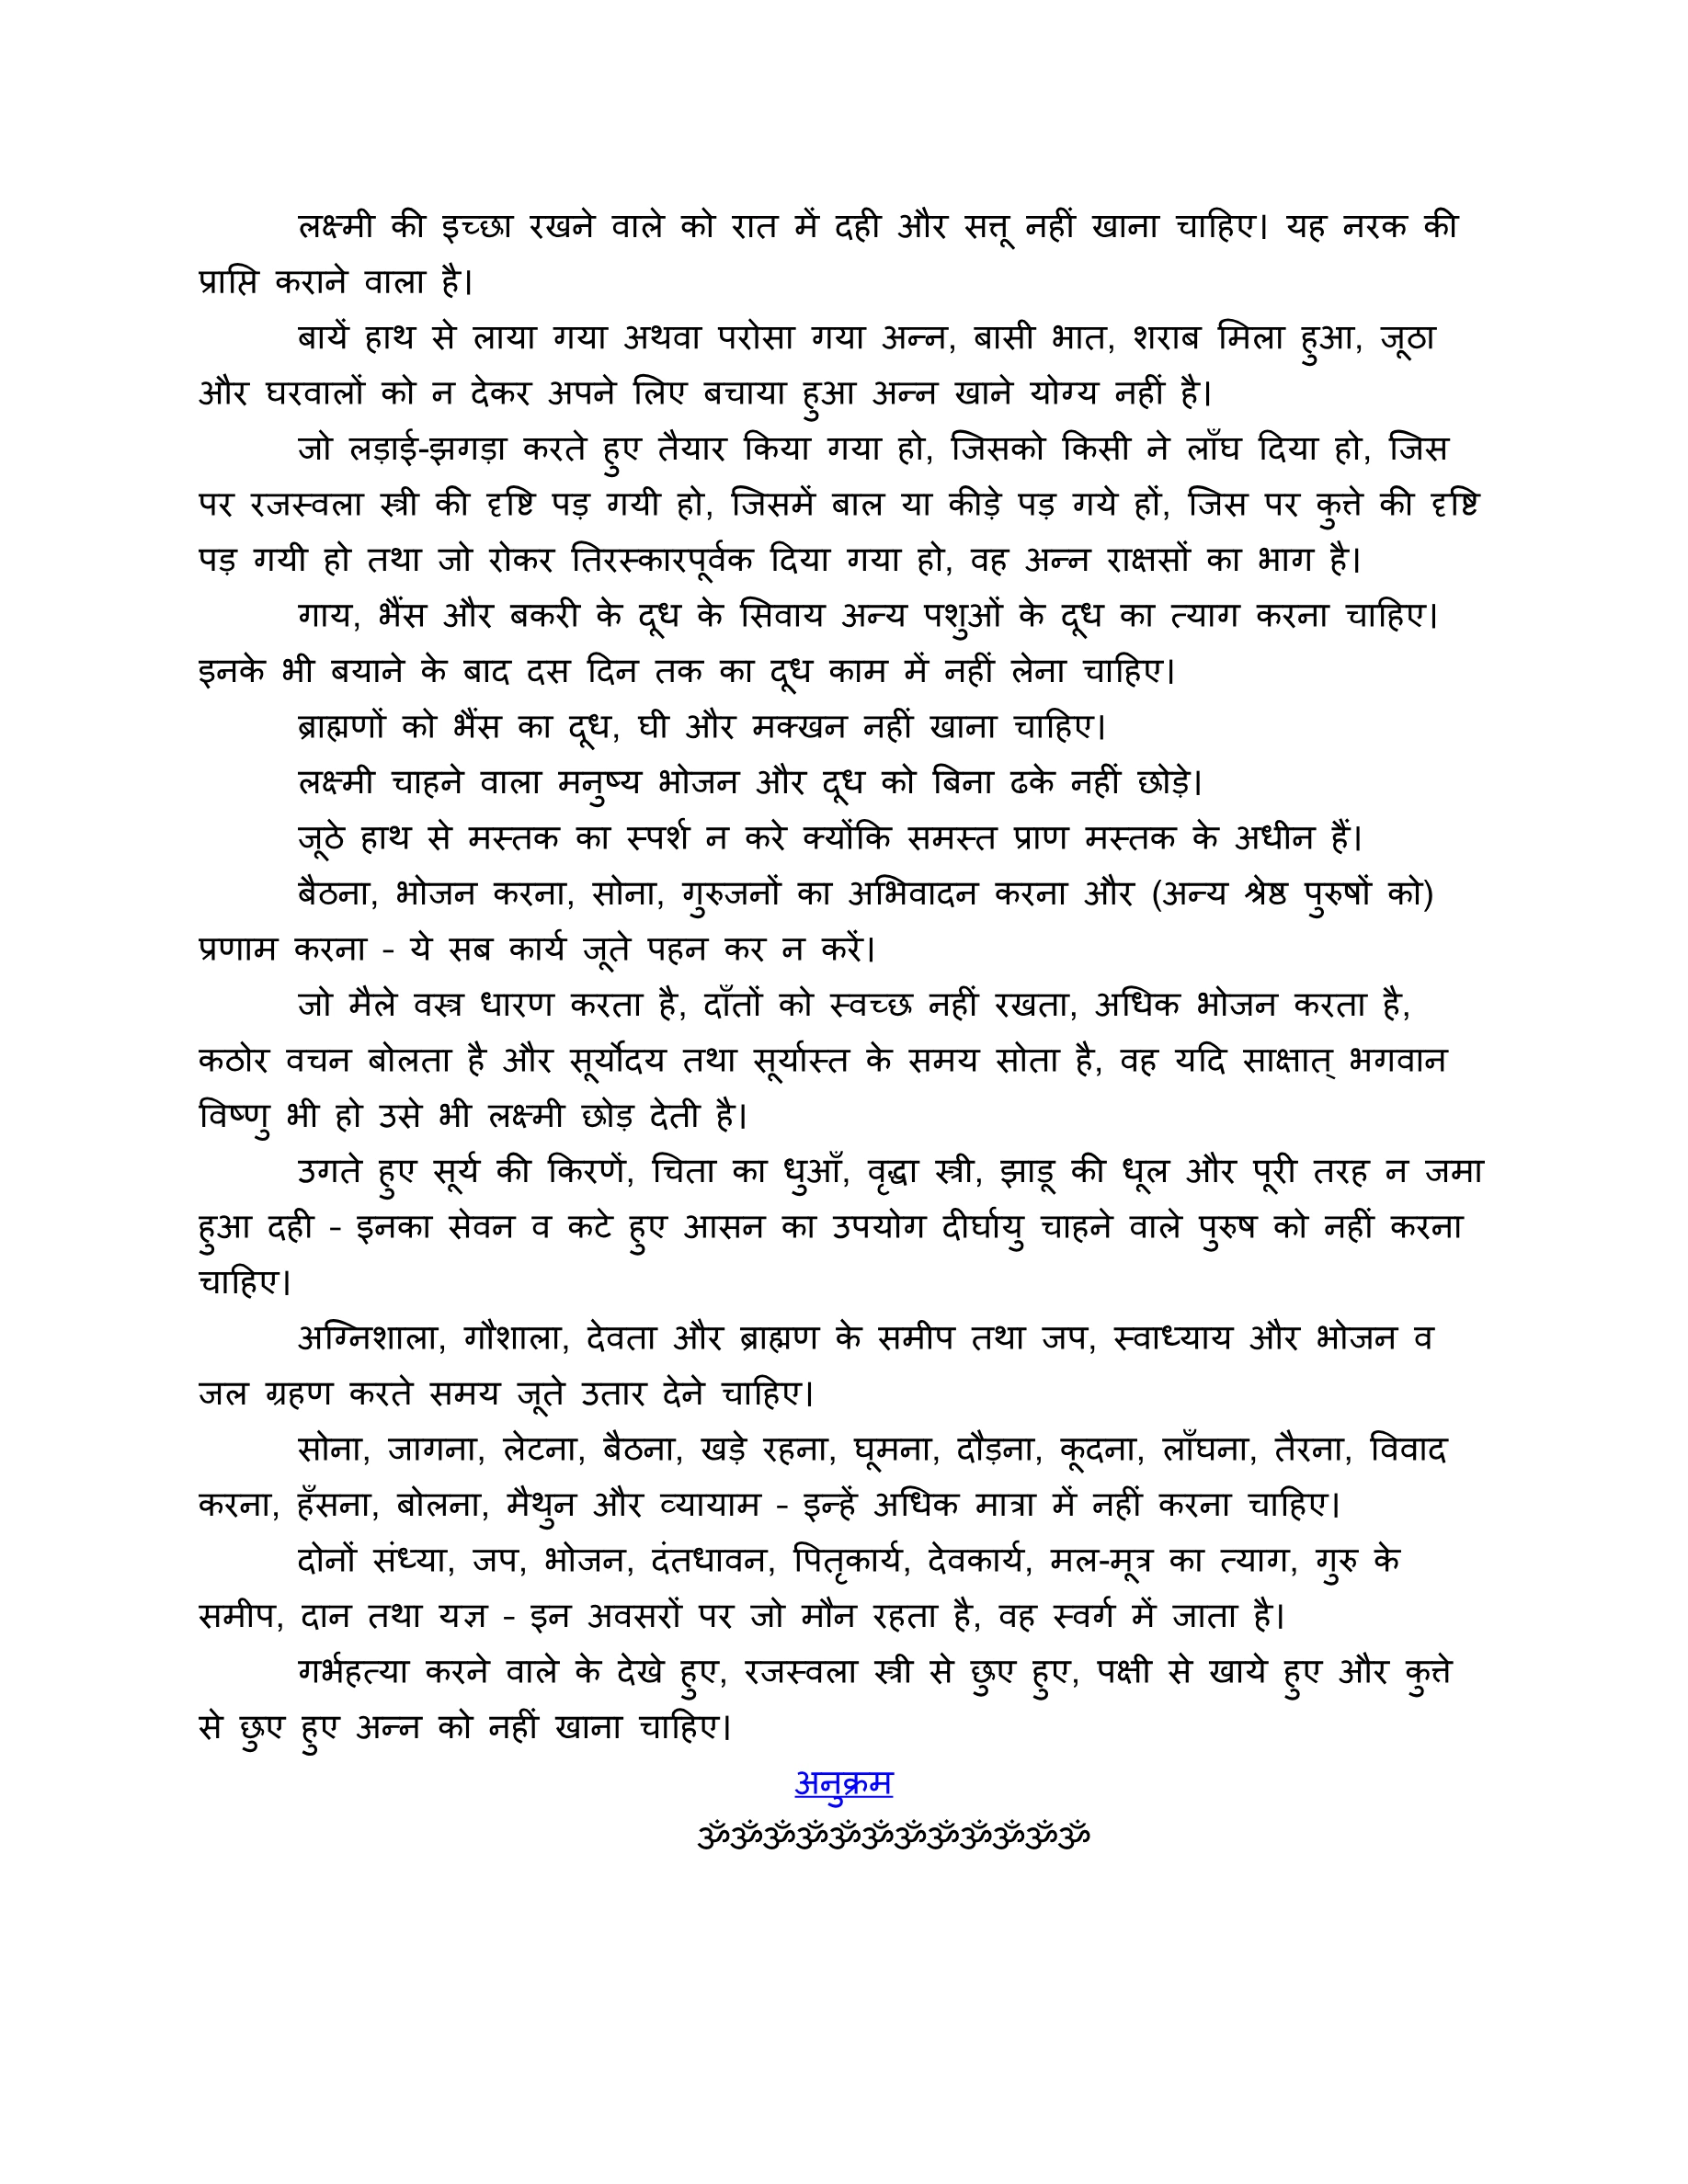 लक्ष्मी की इच्छा रखने वाले को रात में दही और सत्तू नहीं खाना चाहिए। यह नरक की
प्राप्ति कराने वाला है।
बायें हाथ से लाया गया अथवा परोसा गया अन्न, बासी भात, शराब मिला हुआ, जूठा
और घरवालों को न देकर अपने लिए बचाया हुआ अन्न खाने योग्य नहीं है।
जो लड़ाई-झगड़ा करते हुए तैयार किया गया हो, जिसको किसी ने लाँघ दिया हो, जिस
पर रजस्वला स्त्री की दृष्टि पड़ गयी हो, जिसमें बाल या कीड़े पड़ गये हों, जिस पर कुत्ते की दृष्टि
पड़ गयी हो तथा जो रोकर तिरस्कारपूर्वक दिया गया हो, वह अन्न राक्षसों का भाग है।
गाय, भैंस और बकरी के दूध के सिवाय अन्य पशुओं के दूध का त्याग करना चाहिए।
इनके भी बयाने के बाद दस दिन तक का दूध काम में नहीं लेना चाहिए।
ब्राह्मणों को भैंस का दूध, घी और मक्खन नहीं खाना चाहिए।
लक्ष्मी चाहने वाला मनुष्य भोजन और दूध को बिना ढके नहीं छोड़े।
जूठे हाथ से मस्तक का स्पर्श न करे क्योंकि समस्त प्राण मस्तक के अधीन हैं।
बैठना, भोजन करना, सोना, गुरुजनों का अभिवादन करना और (अन्य श्रेष्ठ पुरुषों को)
प्रणाम करना – ये सब कार्य जूते पहन कर न करें।
जो मैले वस्त्र धारण करता है, दाँतों को स्वच्छ नहीं रखता, अधिक भोजन करता है,
कठोर वचन बोलता है और सूर्योदय तथा सूर्यास्त के समय सोता है, वह यदि साक्षात् भगवान
विष्णु भी हो उसे भी लक्ष्मी छोड़ देती है।
उगते हुए सूर्य की किरणें, चिता का धुआँ, वृद्धा स्त्री, झाडू की धूल और पूरी तरह न जमा
हुआ दही – इनका सेवन व कटे हुए आसन का उपयोग दीर्घायु चाहने वाले पुरुष को नहीं करना
चाहिए।
अग्निशाला, गौशाला, देवता और ब्राह्मण के समीप तथा जप, स्वाध्याय और भोजन व
जल ग्रहण करते समय जूते उतार देने चाहिए।
सोना, जागना, लेटना, बैठना, खड़े रहना, घूमना, दौड़ना, कूदना, लाँघना, तैरना, विवाद
करना, हँसना, बोलना, मैथुन और व्यायाम – इन्हें अधिक मात्रा में नहीं करना चाहिए।
दोनों संध्या, जप, भोजन, दंतधावन, पितृकार्य, देवकार्य, मल-मूत्र का त्याग, गुरु के
समीप, दान तथा यज्ञ – इन अवसरों पर जो मौन रहता है, वह स्वर्ग में जाता है।
गर्भहत्या करने वाले के देखे हुए, रजस्वला स्त्री से छुए हुए, पक्षी से खाये हुए और कुत्ते
से छुए हुए अन्न को नहीं खाना चाहिए।
अनुक्रम
ॐॐॐॐॐॐॐॐॐॐॐॐ